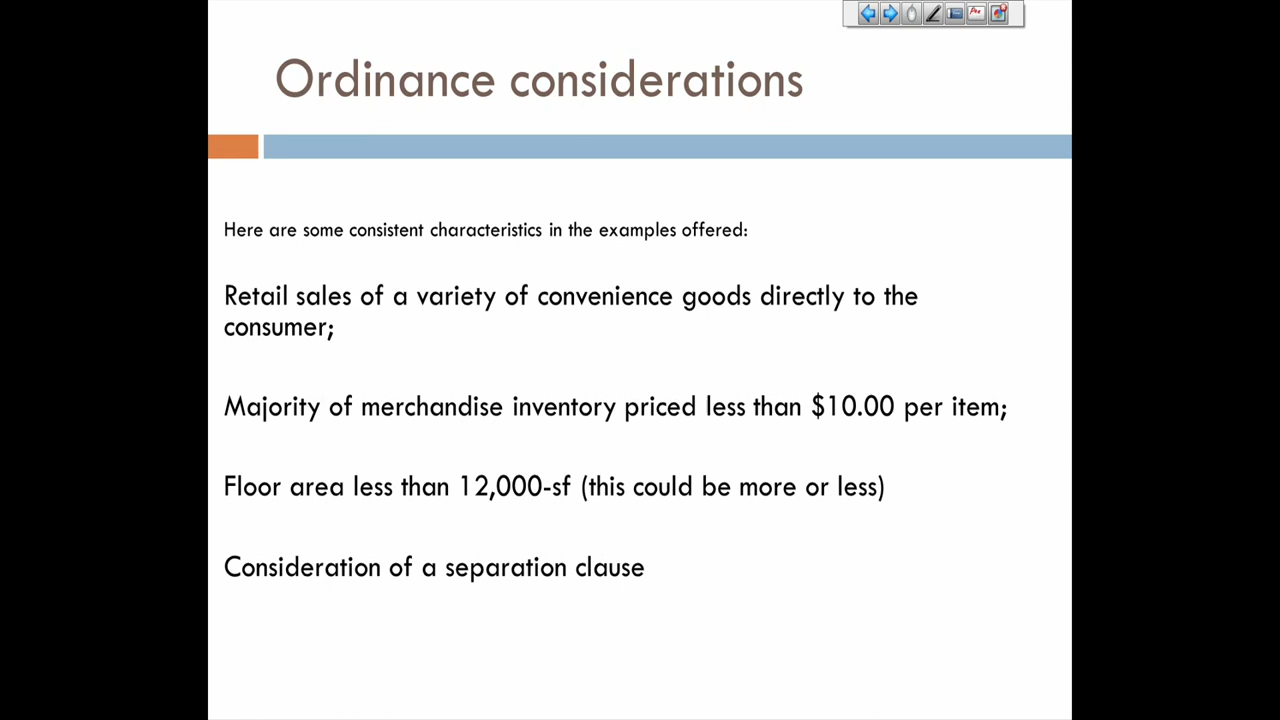 Ordinance considerations
Here are some consistent characteristics in the examples offered:
Retail sales of a variety of convenience goods directly to the
consumer;
Majority of merchandise inventory priced less than $10.00 per item;
Floor area less than 12,000-sf (this could be more or less)
Consideration of a separation clause